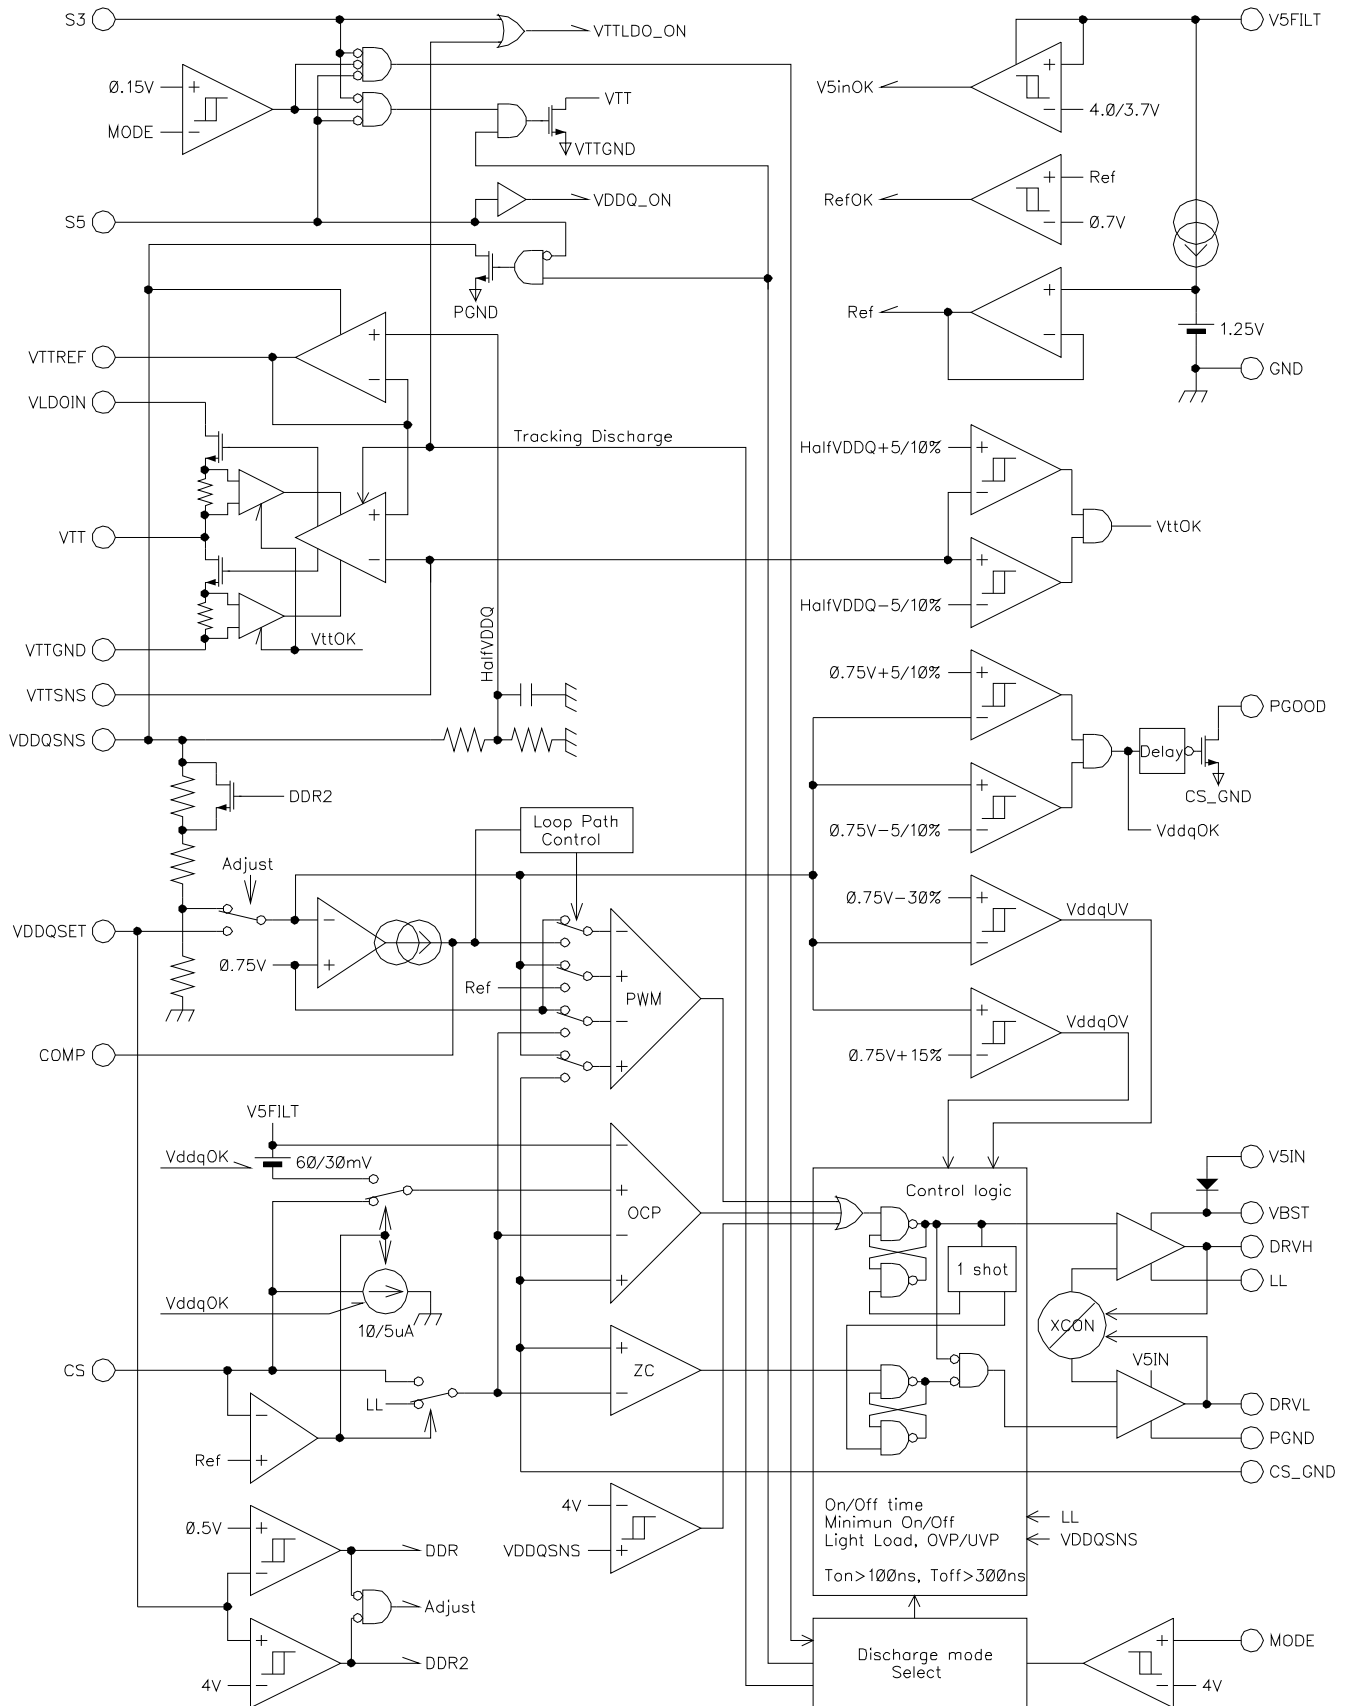 S3
VTTLDO_ON
V5FILT
0.15V
+
MODE
−
VTT
VTTGND
V5inOK
+
−
4.0/3.7V
RefOK
+
Ref
−
0.7V
S5
VDDQ_ON
PGND
Ref
+
−
1.25V
GND
VTTREF
+
−
VLDOIN
Tracking Discharge
HalfVDDQ+5/10%
+
−
VTT
+
−
VttOK
+
HalfVDDQ−5/10%
−
VTTGND
VttOK
HalfVDDQ
VTTSNS
0.75V+5/10%
+
−
PGOOD
VDDQSNS
Delay
DDR2
+
CS_GND
0.75V−5/10%
−
VddqOK
Loop Path
Control
Adjust
0.75V−30%
+
VddqUV
−
VDDQSET
−
0.75V
+
−
Ref
+
PWM
−
+
+
VddqOV
0.75V+15%
−
COMP
V5FILT
VddqOK
60/30mV
−
+
OCP
−
+
VddqOK
10/5uA
Control logic
1 shot
V5IN
VBST
DRVH
LL
XCON
CS
+
ZC
−
LL
−
Ref
+
V5IN
DRVL
PGND
CS_GND
4V
−
VDDQSNS
+
On/Off time
Minimun On/Off
Light Load, OVP/UVP
Ton>100ns, Toff>300ns
LL
VDDQSNS
0.5V
+
−
DDR
Adjust
+
4V
−
DDR2
Discharge mode
Select
+
MODE
−
4V